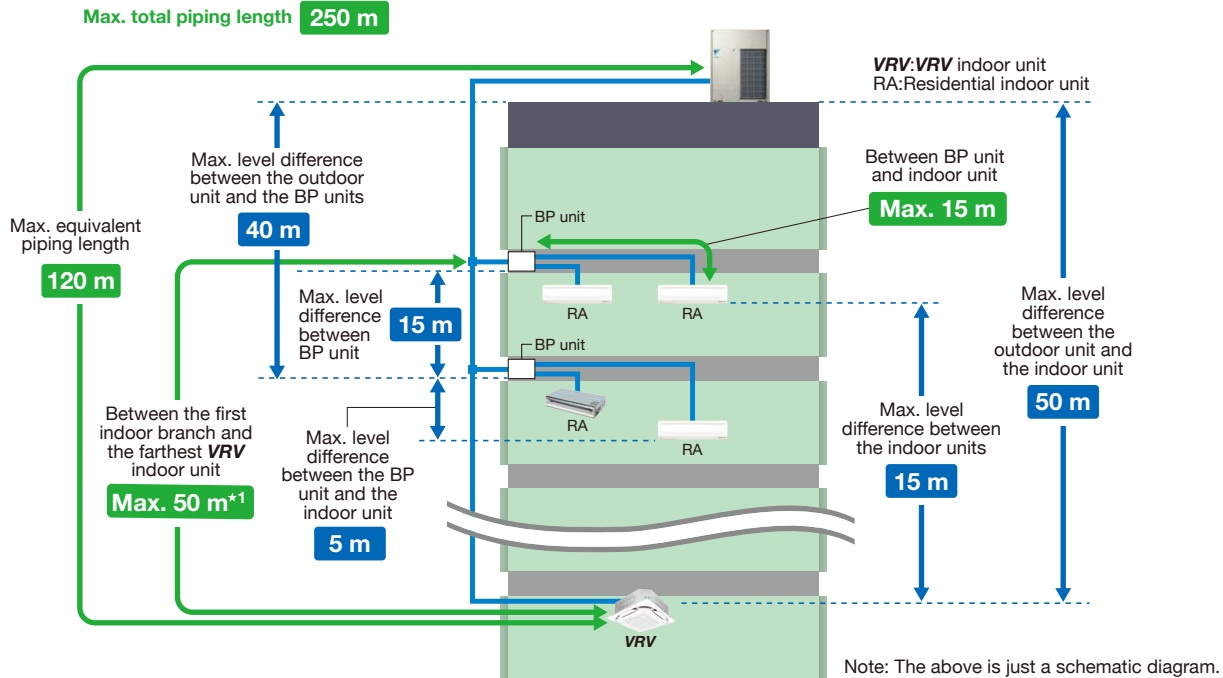 Max. total piping length 250 m
VRV:VRV indoor unit
RA:Residential indoor unit
Max. level difference
between the outdoor
unit and the BP units
40 m
Between BP unit
and indoor unit
Max. 15 m
Max. equivalent
piping length
120 m
BP unit
RA
RA
Max. level
difference
between
BP unit
15 m
BP unit
RA
RA
Max. level
difference
between the
outdoor unit and
the indoor unit
50 m
Between the first
indoor branch and
the farthest VRV
indoor unit
Max. 50 m★1
Max. level
difference
between the BP
unit and the
indoor unit
5 m
Max. level
difference between
the indoor units
15 m
VRV
Note: The above is just a schematic diagram.